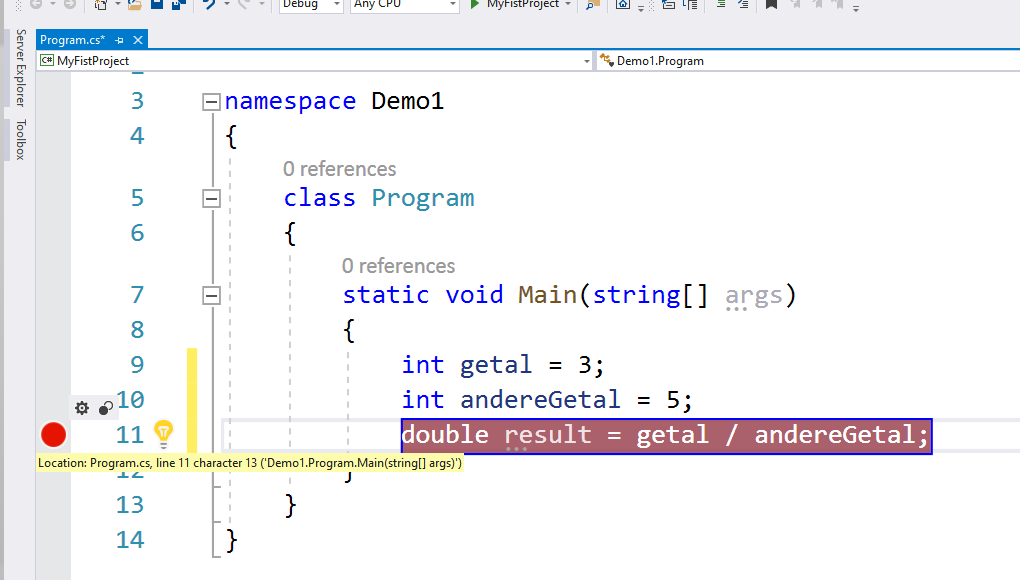 Debug Any CPU MyFistProject
Program.cs*
C# MyFistProject Demo1.Program
Server Explorer
Toolbox
3 namespace Demo1
4 {
0 references
5 class Program
6 {
0 references
7 static void Main(string[] args)
8 {
9 int getal = 3;
10 int andereGetal = 5;
11 double result = getal / andereGetal;
Location: Program.cs, line 11 character 13 ('Demo1.Program.Main(string[] args)')
12 }
13 }
14 }